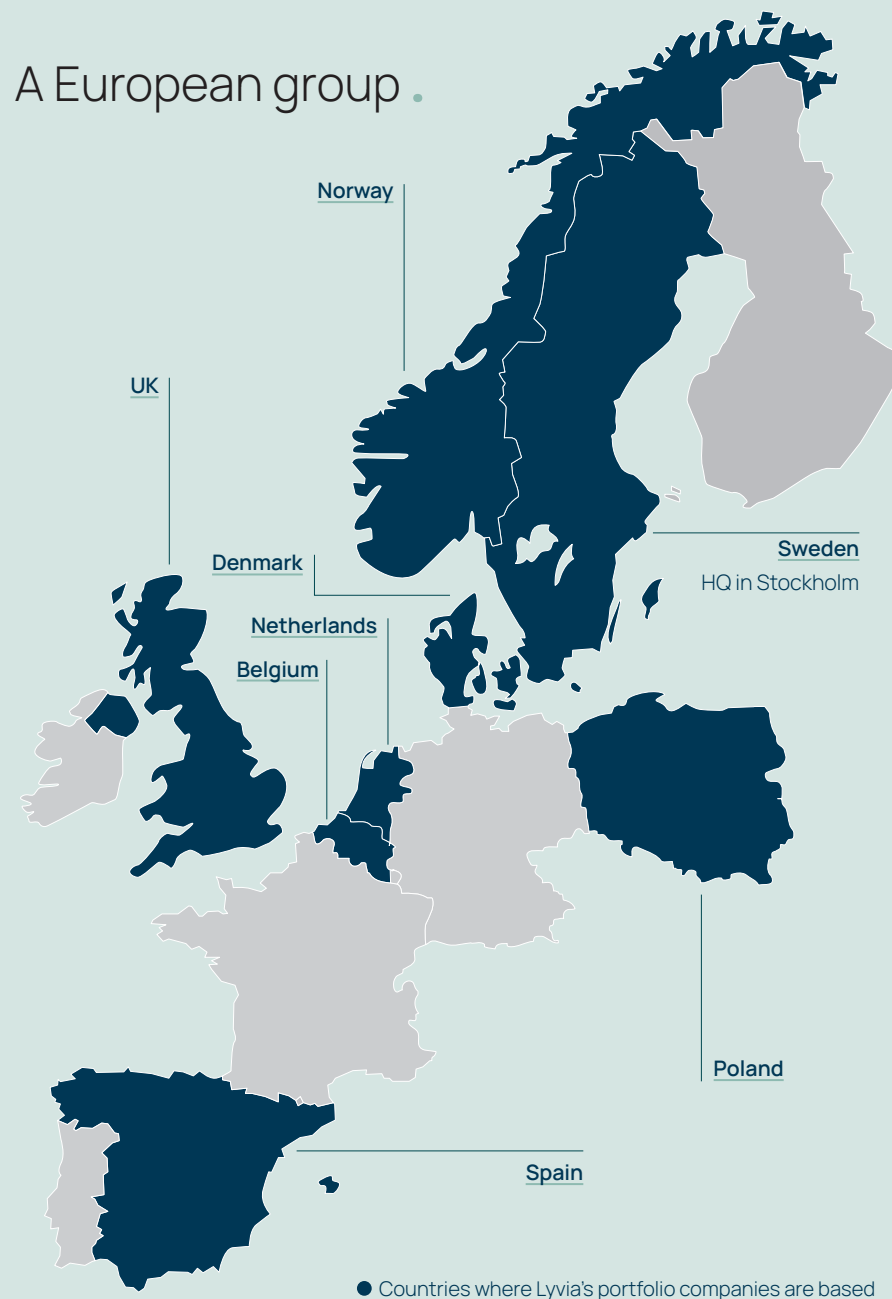 A European group .
Norway
UK
Denmark
Sweden
HQ in Stockholm
Netherlands
Belgium
Poland
Spain
Countries where Lyvia's portfolio companies are based